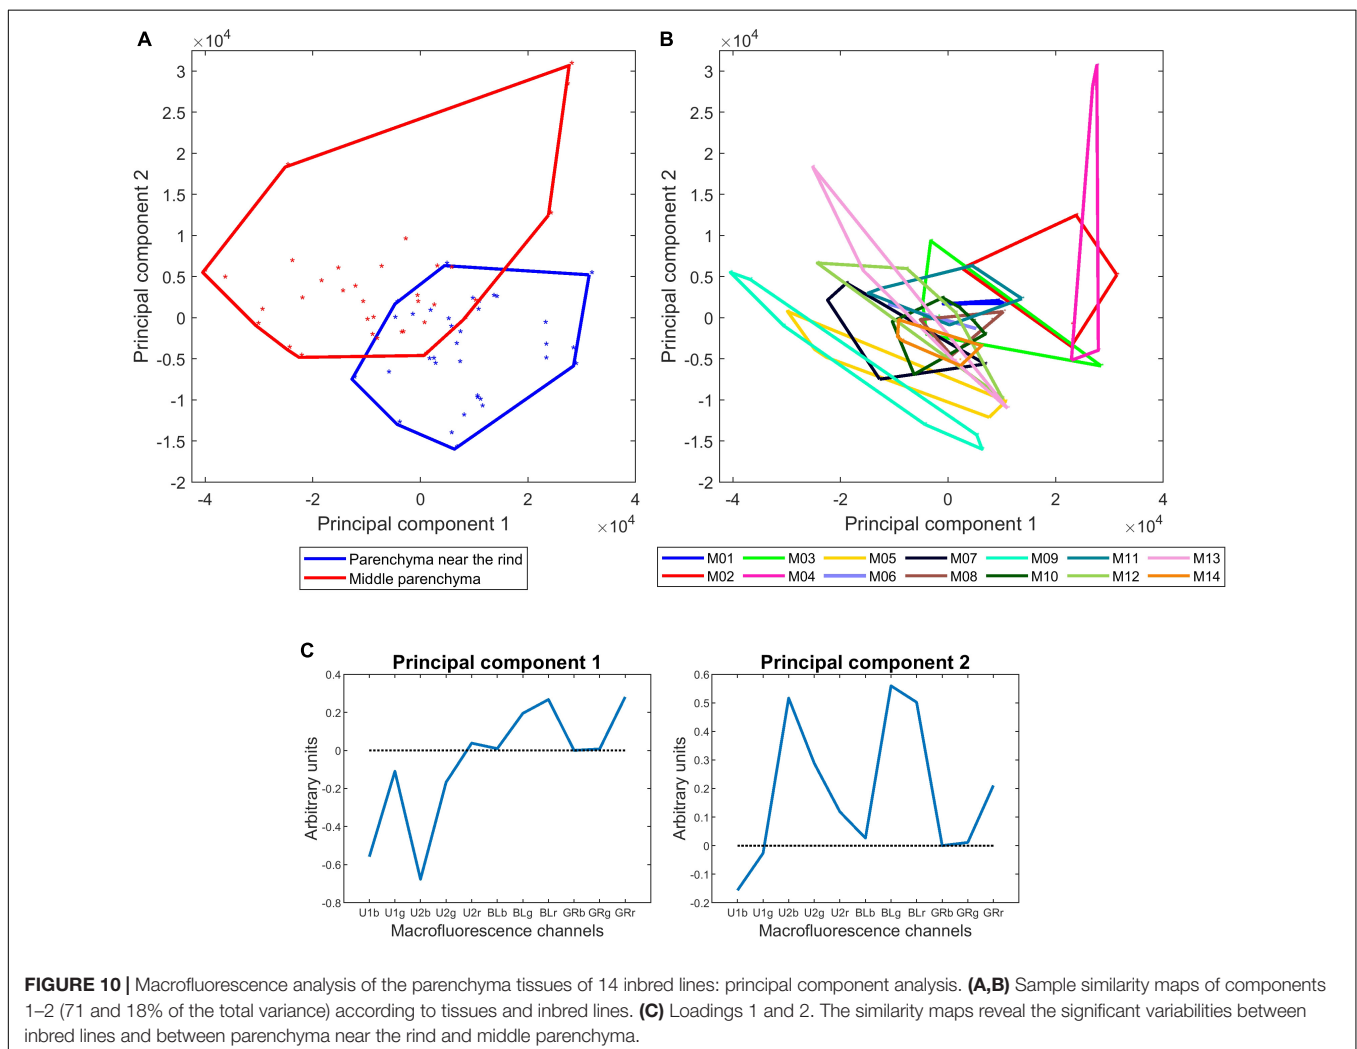 A
×10⁴
3
2.5
2
1.5
1
0.5
0
-0.5
-1
-1.5
-2
Principal component 2
-4
-2
0
2
4
Principal component 1
×10⁴
Parenchyma near the rind
Middle parenchyma
B
×10⁴
3
2.5
2
1.5
1
0.5
0
-0.5
-1
-1.5
-2
Principal component 2
-4
-2
0
2
4
Principal component 1
×10⁴
M01 M03 M05 M07 M09 M11 M13
M02 M04 M06 M08 M10 M12 M14
C
Principal component 1
0.4
0.2
0
-0.2
-0.4
-0.6
-0.8
Arbitrary units
U1b U1g U2b U2g U2r BLb BLg BLr GRb GRg GRr
Macrofluorescence channels
Principal component 2
0.6
0.5
0.4
0.3
0.2
0.1
0
-0.1
-0.2
Arbitrary units
U1b U1g U2b U2g U2r BLb BLg BLr GRb GRg GRr
Macrofluorescence channels
FIGURE 10 | Macrofluorescence analysis of the parenchyma tissues of 14 inbred lines: principal component analysis. (A,B) Sample similarity maps of components
1–2 (71 and 18% of the total variance) according to tissues and inbred lines. (C) Loadings 1 and 2. The similarity maps reveal the significant variabilities between
inbred lines and between parenchyma near the rind and middle parenchyma.